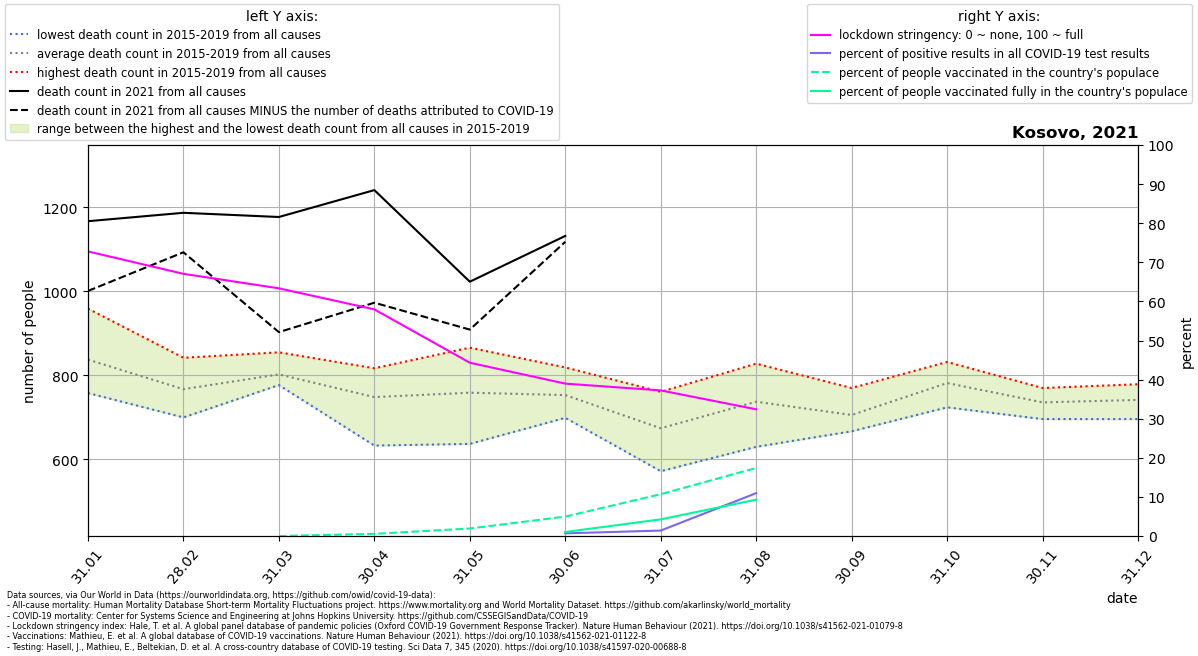 left Y axis:
lowest death count in 2015-2019 from all causes
average death count in 2015-2019 from all causes
highest death count in 2015-2019 from all causes
death count in 2021 from all causes
death count in 2021 from all causes MINUS the number of deaths attributed to COVID-19
range between the highest and the lowest death count from all causes in 2015-2019
right Y axis:
lockdown stringency: 0 ~ none, 100 ~ full
percent of positive results in all COVID-19 test results
percent of people vaccinated in the country's populace
percent of people vaccinated fully in the country's populace
Kosovo, 2021
number of people
1200
1000
800
600
100
90
80
70
60
50
40
30
20
10
0
percent
31.01
28.02
31.03
30.04
31.05
30.06
31.07
31.08
30.09
31.10
30.11
31.12
date
Data sources, via Our World in Data (https://ourworldindata.org, https://github.com/owid/covid-19-data):
- All-cause mortality: Human Mortality Database Short-term Mortality Fluctuations project. https://www.mortality.org and World Mortality Dataset. https://github.com/akarlinsky/world_mortality
- COVID-19 mortality: Center for Systems Science and Engineering at Johns Hopkins University. https://github.com/CSSEGISandData/COVID-19
- Lockdown stringency index: Hale, T. et al. A global panel database of pandemic policies (Oxford COVID-19 Government Response Tracker). Nature Human Behaviour (2021). https://doi.org/10.1038/s41562-021-01079-8
- Vaccinations: Mathieu, E. et al. A global database of COVID-19 vaccinations. Nature Human Behaviour (2021). https://doi.org/10.1038/s41562-021-01122-8
- Testing: Hasell, J., Mathieu, E., Beltekian, D. et al. A cross-country database of COVID-19 testing. Sci Data 7, 345 (2020). https://doi.org/10.1038/s41597-020-00688-8